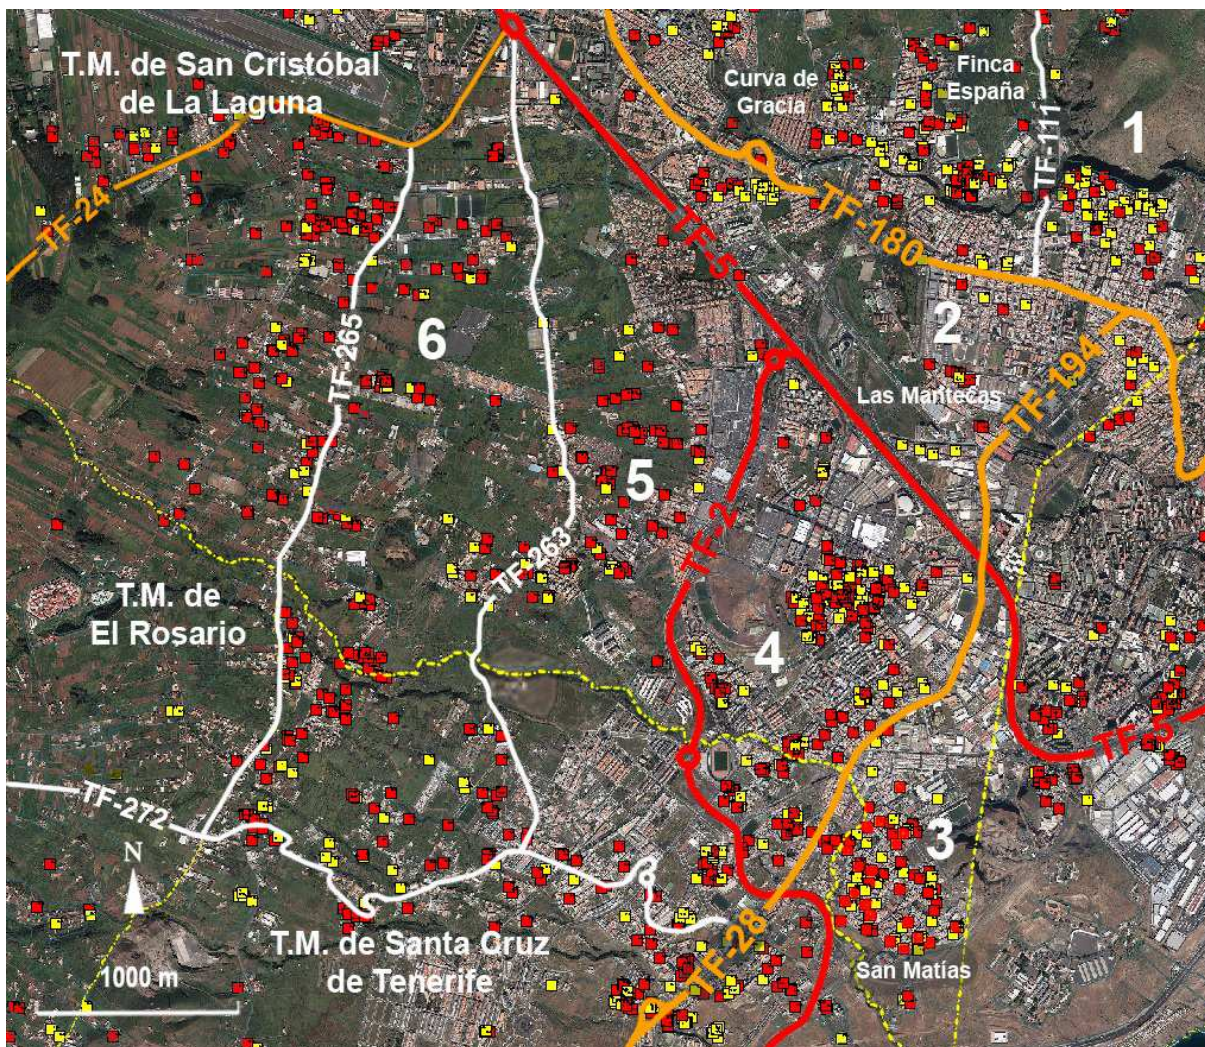 T.M. de San Cristóbal
de La Laguna
Curva de
Gracia
Finca
España
1
TF-1111
TF-24
TF-5
TF-180
TF-265
6
2
TF-194
TF-2
Las Mantecas
5
TF-263
T.M. de
El Rosario
4
TF-5
TF-272
3
N
T.M. de Santa Cruz
de Tenerife
TF-28
San Matías
1000 m